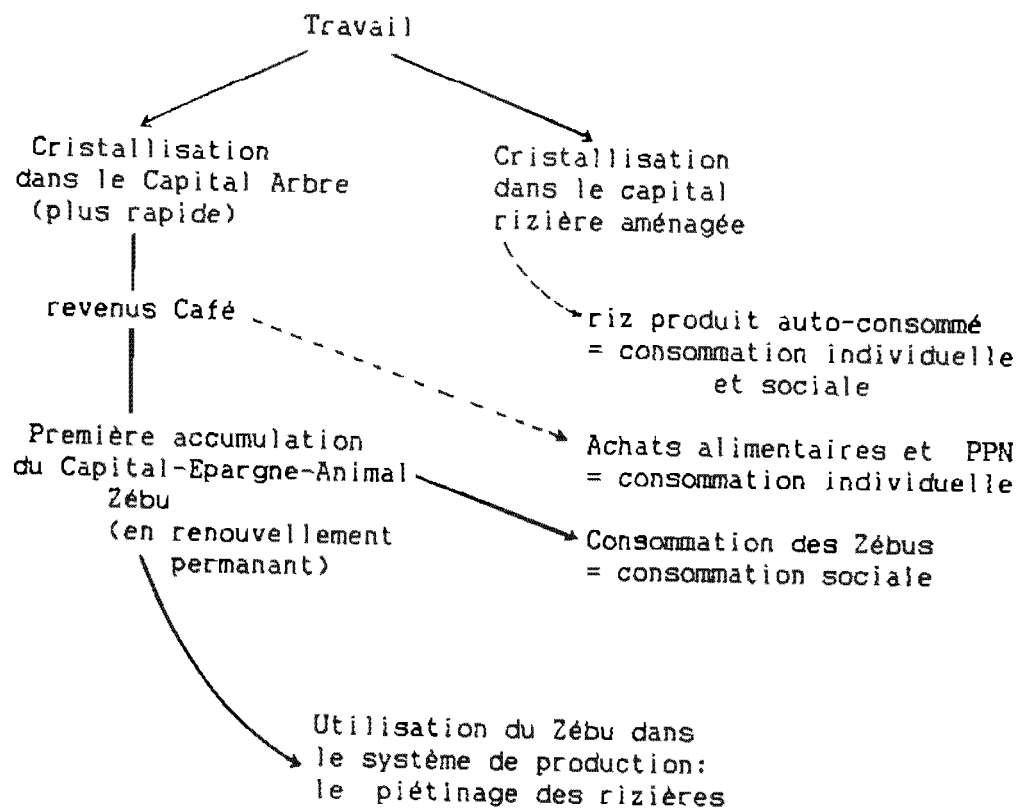 Travail
Cristallisation
dans le Capital Arbre
(plus rapide)
Cristallisation
dans le capital
rizière aménagée
revenus Café
riz produit auto-consommé
= consommation individuelle
et sociale
Première accumulation
du Capital-Epargne-Animal
Zébu
(en renouvellement
permanant)
Achats alimentaires et PPN
= consommation individuelle
Consommation des Zébus
= consommation sociale
Utilisation du Zébu dans
le système de production:
le piétinage des rizières